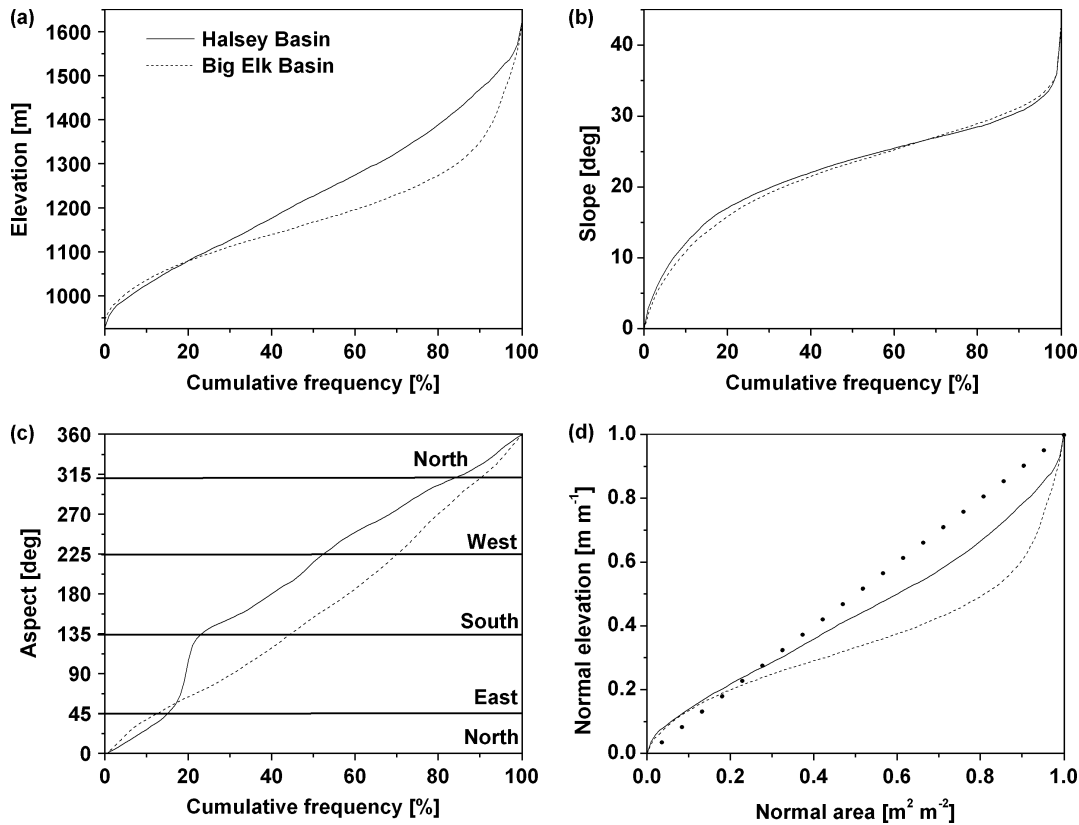 (a)
1600
1500
1400
1300
1200
1100
1000
Elevation [m]
Halsey Basin
Big Elk Basin
0 20 40 60 80 100
Cumulative frequency [%]
(b)
40
30
20
10
0
Slope [deg]
0 20 40 60 80 100
Cumulative frequency [%]
(c)
360
315
270
225
180
135
90
45
0
Aspect [deg]
North
West
South
East
North
0 20 40 60 80 100
Cumulative frequency [%]
(d)
1.0
0.8
0.6
0.4
0.2
0.0
Normal elevation [m m⁻¹]
0.0 0.2 0.4 0.6 0.8 1.0
Normal area [m² m⁻²]